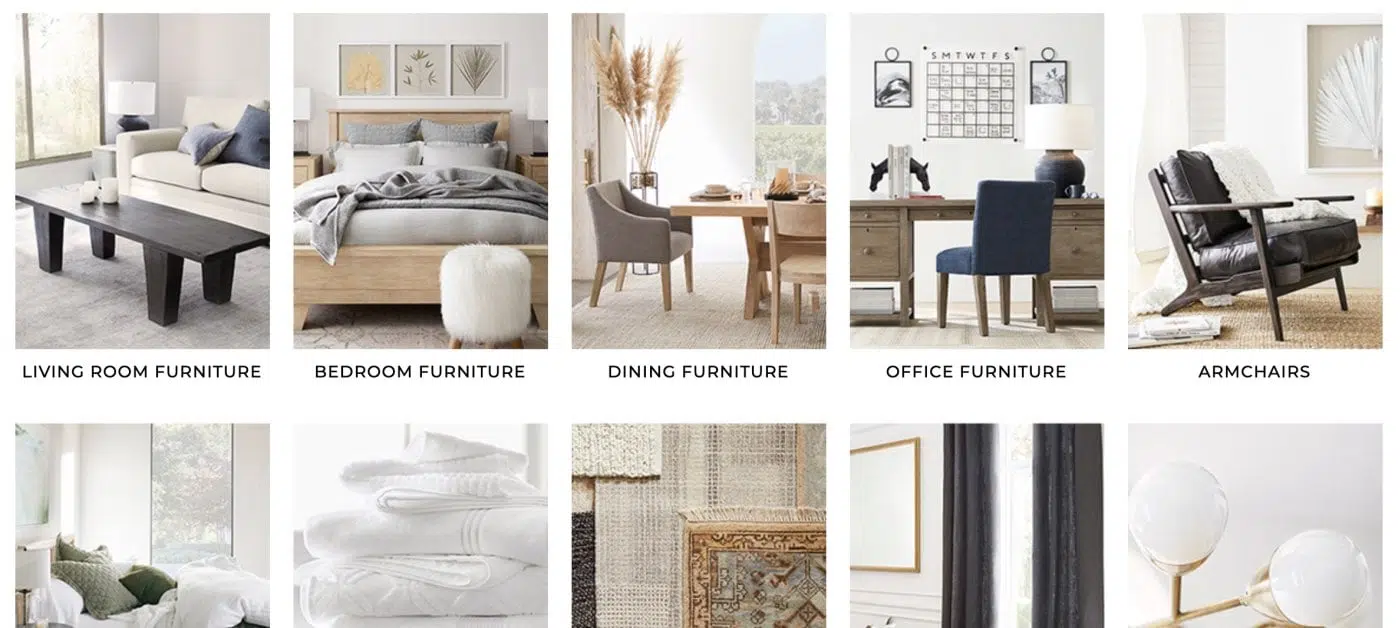 S M T W T F S
LIVING ROOM FURNITURE
BEDROOM FURNITURE
DINING FURNITURE
OFFICE FURNITURE
ARMCHAIRS